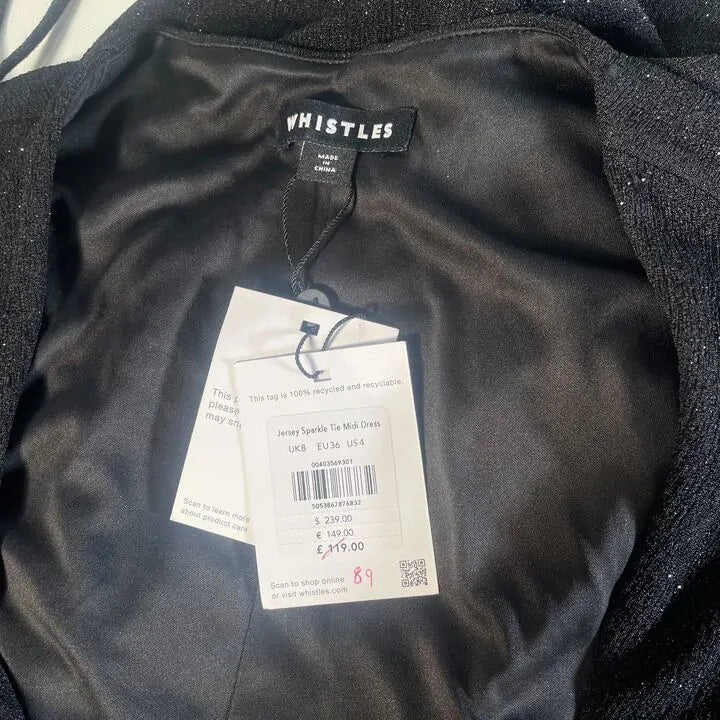 WHISTLES
MADE
IN
CHINA
This
please
may
Scan to learn more
about product care
This tag is 100% recycled and recyclable.
Jersey Sparkle Tie Midi Dress
UK8 EU36 US4
00403569301
5053867876832
$ 239.00
€ 149.00
£ 119.00
89
Scan to shop online
or visit whistles.com